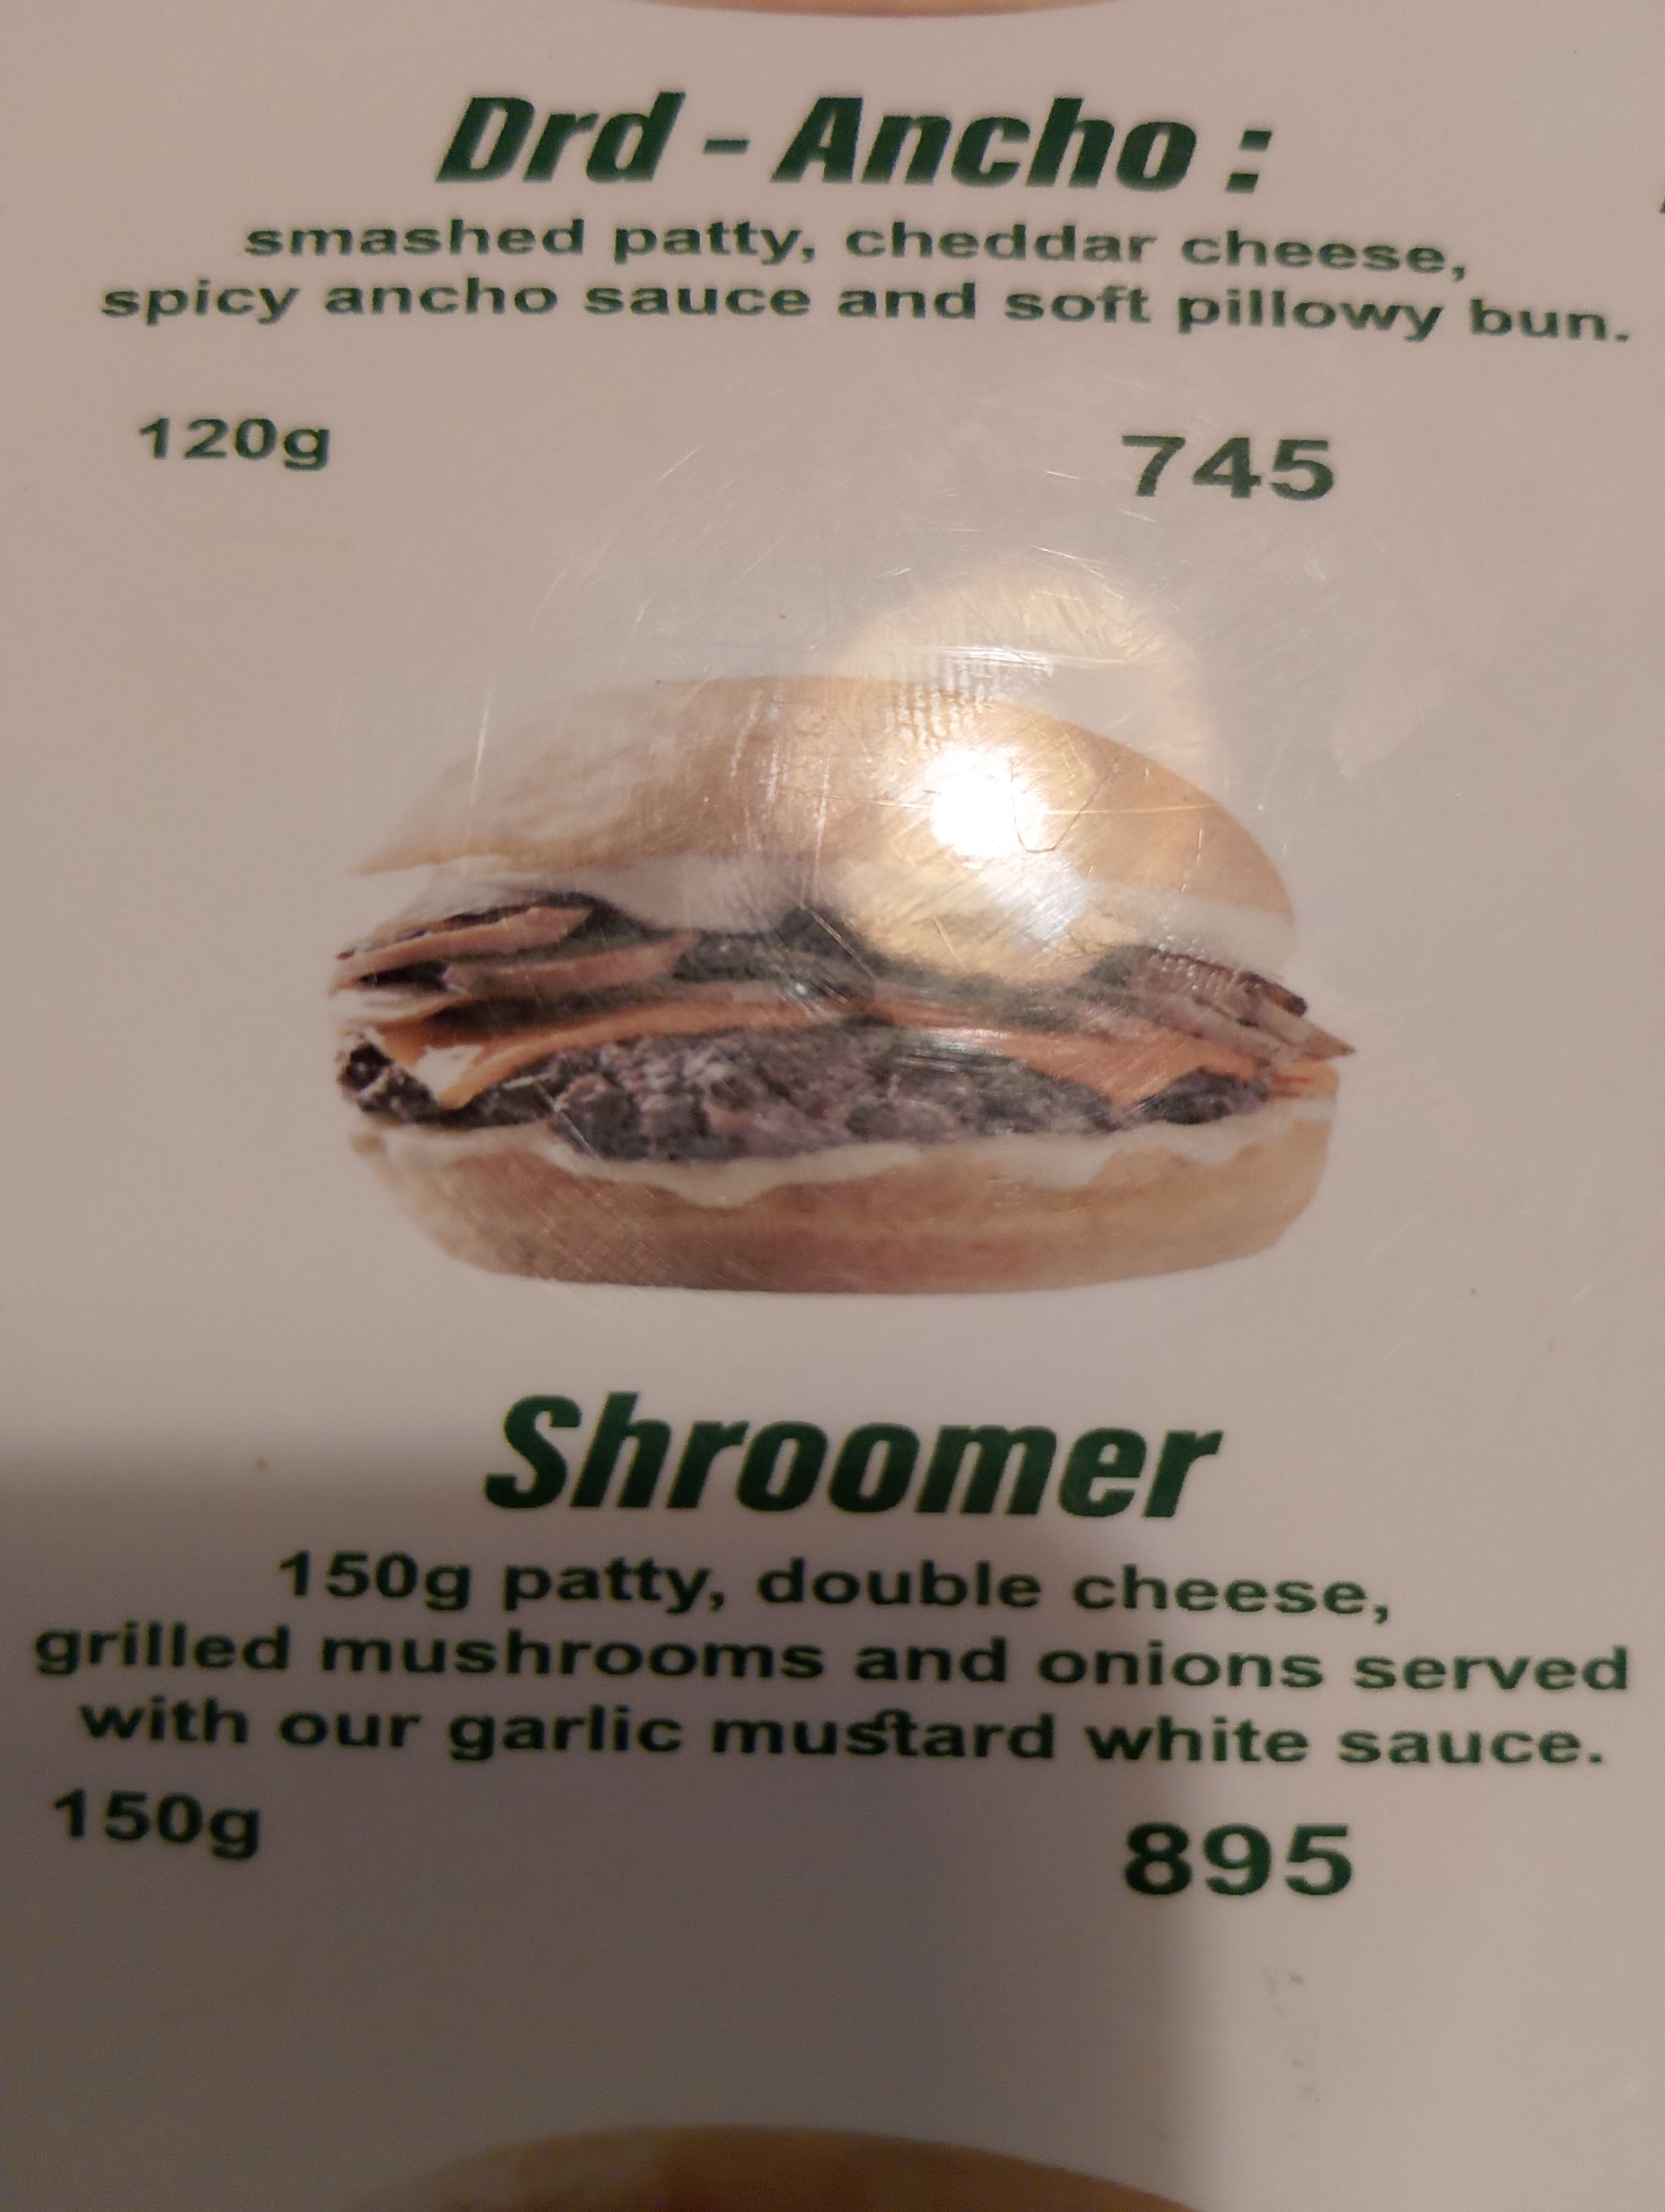 Drd - Ancho :
smashed patty, cheddar cheese,
spicy ancho sauce and soft pillowy bun.
120g 745
Shroomer
150g patty, double cheese,
grilled mushrooms and onions served
with our garlic mustard white sauce.
150g 895